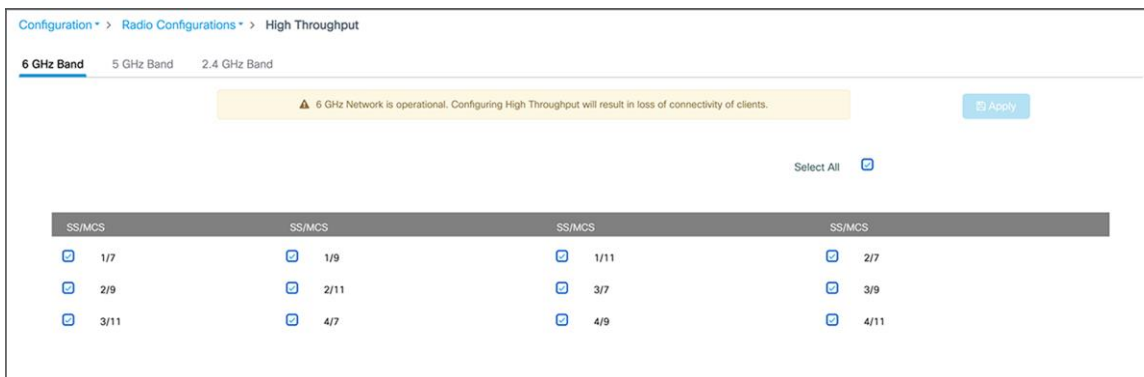 Configuration > Radio Configurations > High Throughput
6 GHz Band 5 GHz Band 2.4 GHz Band
6 GHz Network is operational. Configuring High Throughput will result in loss of connectivity of clients.
Apply
Select All
SS/MCS SS/MCS SS/MCS SS/MCS
1/7 1/9 1/11 2/7
2/9 2/11 3/7 3/9
3/11 4/7 4/9 4/11